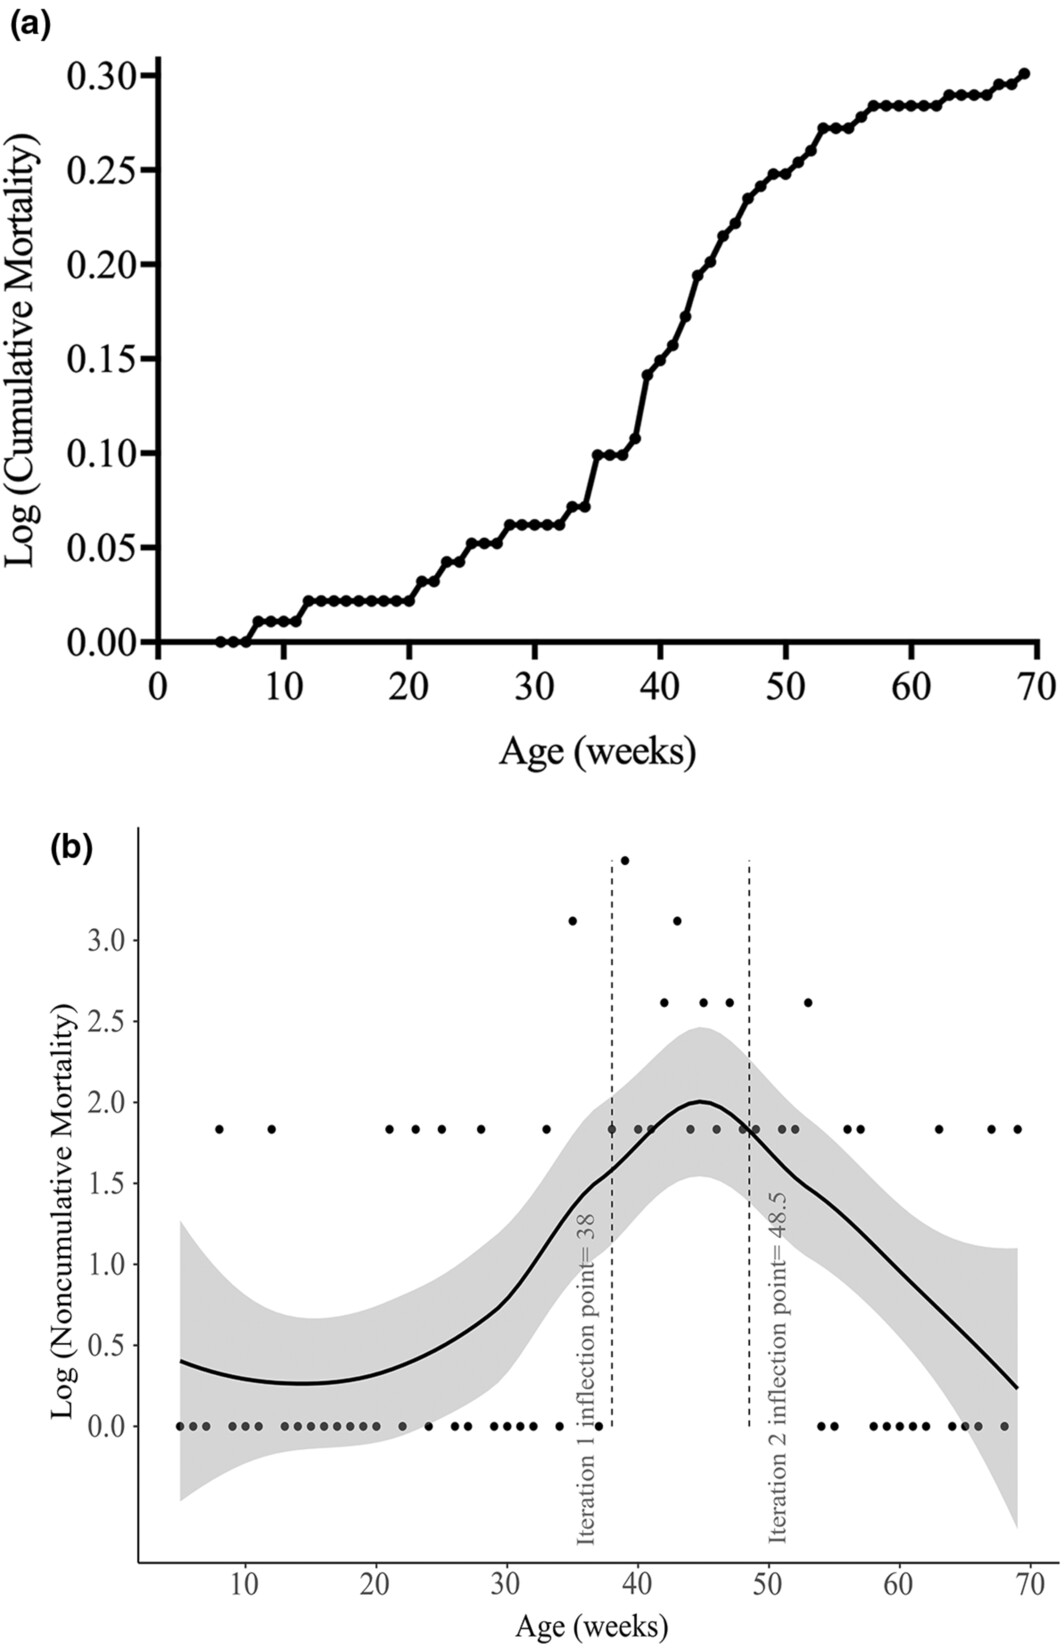 (a)
Log (Cumulative Mortality)
0.30
0.25
0.20
0.15
0.10
0.05
0.00
0 10 20 30 40 50 60 70
Age (weeks)
(b)
Log (Noncumulative Mortality)
3.0
2.5
2.0
1.5
1.0
0.5
0.0
Iteration 1 inflection point= 38
Iteration 2 inflection point= 48.5
10 20 30 40 50 60 70
Age (weeks)